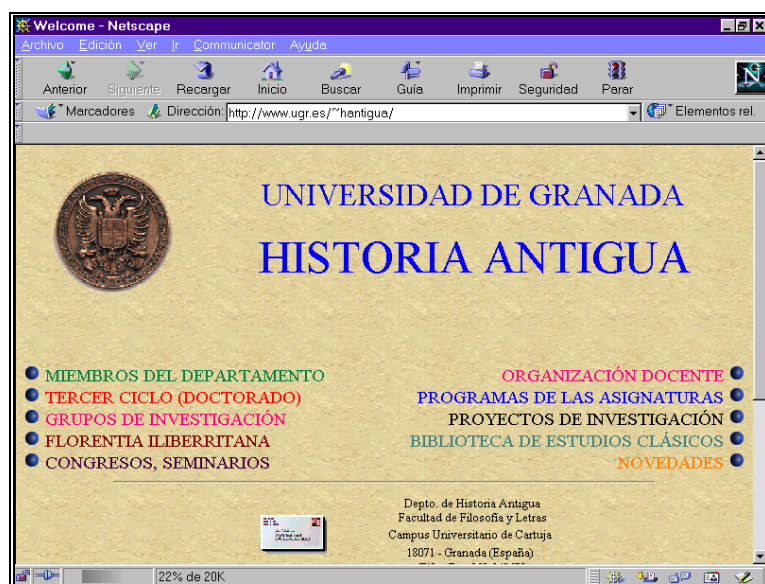 Welcome - Netscape
Archivo Edición Ver Ir Communicator Ayuda
Anterior Siguiente Recargar Inicio Buscar Guía Imprimir Seguridad Parar
N
Marcadores Dirección: http://www.ugr.es/~hantigua/ Elementos rel.
UNIVERSIDAD DE GRANADA
HISTORIA ANTIGUA
MIEMBROS DEL DEPARTAMENTO
TERCER CICLO (DOCTORADO)
GRUPOS DE INVESTIGACIÓN
FLORENTIA ILIBERRITANA
CONGRESOS, SEMINARIOS
ORGANIZACIÓN DOCENTE
PROGRAMAS DE LAS ASIGNATURAS
PROYECTOS DE INVESTIGACIÓN
BIBLIOTECA DE ESTUDIOS CLÁSICOS
NOVEDADES
Depto. de Historia Antigua
Facultad de Filosofía y Letras
Campus Universitario de Cartuja
18071 - Granada (España)
22% de 20K